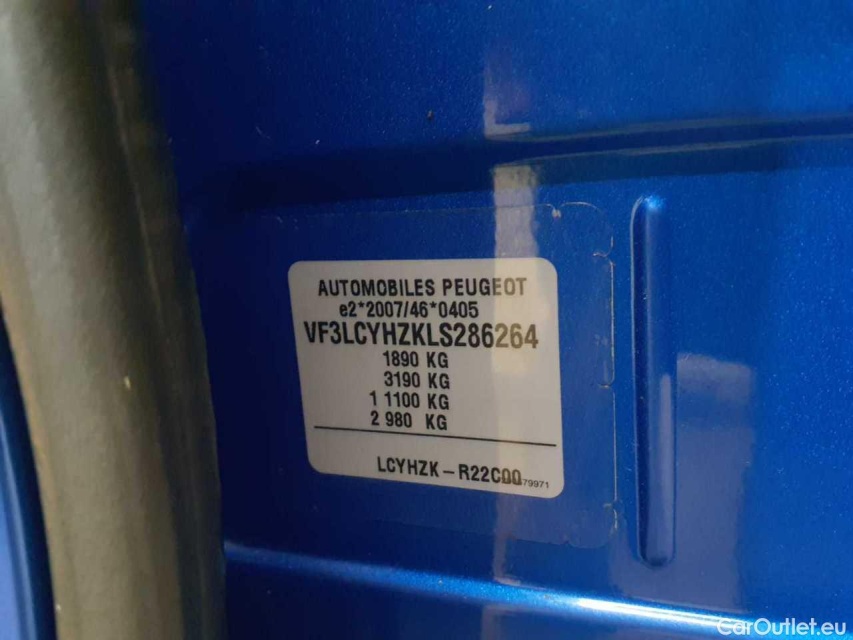 AUTOMOBILES PEUGEOT
e2*2007/46*0405
VF3LCYHZKLS286264
1890 KG
3190 KG
1 1100 KG
2 980 KG
LCYHZK - R22C00
79971
CarOutlet.eu